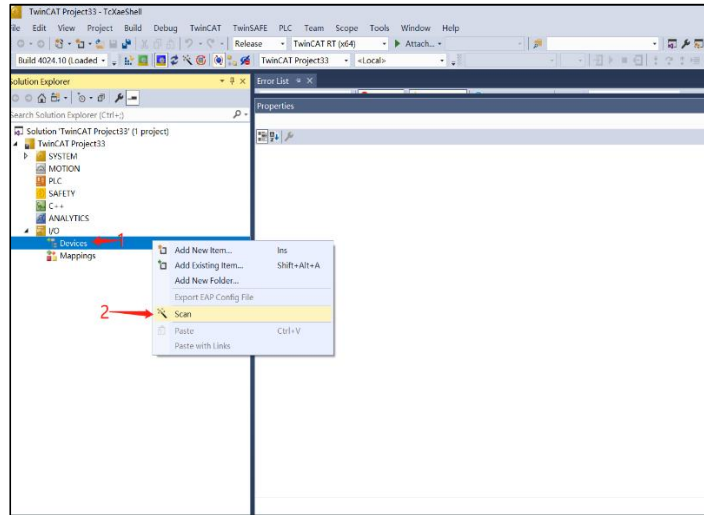 TwinCAT Project33 - TcXaeShell
File Edit View Project Build Debug TwinCAT TwinSAFE PLC Team Scope Tools Window Help
Release TwinCAT RT (x64) Attach...
Build 4024.10 (Loaded TwinCAT Project33 <Local>
Solution Explorer
Error List
Search Solution Explorer (Ctrl+;)
Properties
Solution 'TwinCAT Project33' (1 project)
TwinCAT Project33
SYSTEM
MOTION
PLC
SAFETY
C++
ANALYTICS
I/O
Devices
1
Mappings
Add New Item... Ins
Add Existing Item... Shift+Alt+A
Add New Folder...
Export EAP Config File
2
Scan
Paste Ctrl+V
Paste with Links